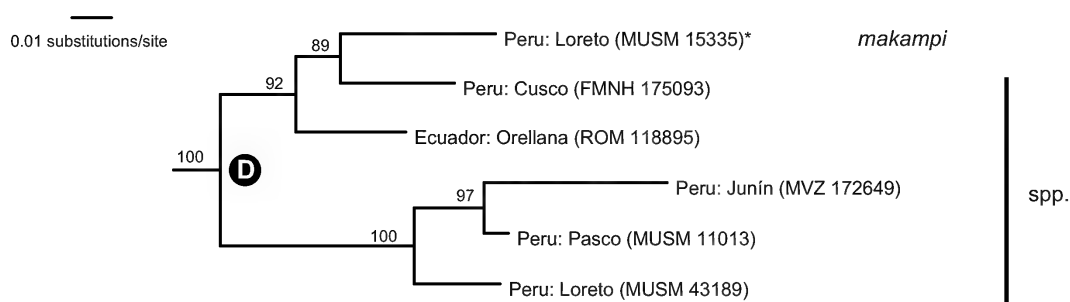 0.01 substitutions/site
89
Peru: Loreto (MUSM 15335)* makampi
92
Peru: Cusco (FMNH 175093)
Ecuador: Orellana (ROM 118895)
100
D
Peru: Junín (MVZ 172649)
97
spp.
100
Peru: Pasco (MUSM 11013)
Peru: Loreto (MUSM 43189)